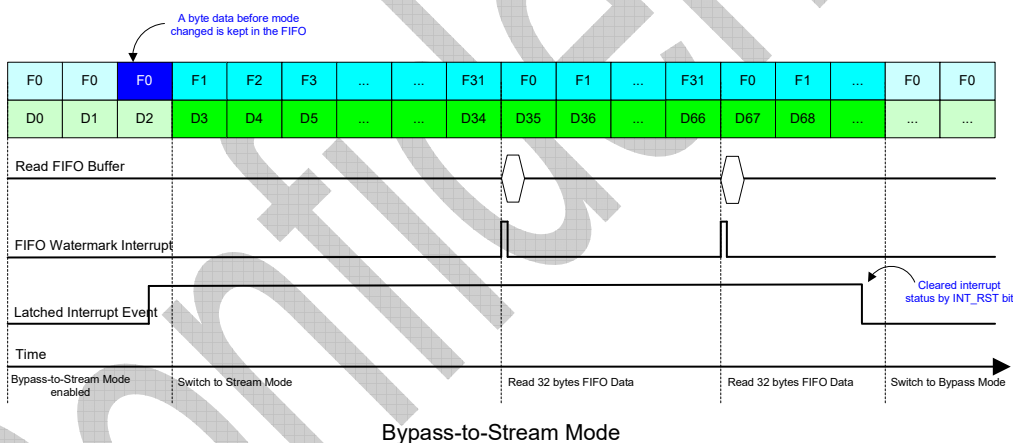 A byte data before mode
changed is kept in the FIFO
F0 F0 F0 F1 F2 F3 ... ... F31 F0 F1 ... F31 F0 F1 ... F0 F0
D0 D1 D2 D3 D4 D5 ... ... D34 D35 D36 ... D66 D67 D68 ... ... ...
Read FIFO Buffer
FIFO Watermark Interrupt
Cleared interrupt
status by INT_RST bit
Latched Interrupt Event
Time
Bypass-to-Stream Mode
enabled
Switch to Stream Mode
Read 32 bytes FIFO Data
Read 32 bytes FIFO Data
Switch to Bypass Mode
Bypass-to-Stream Mode